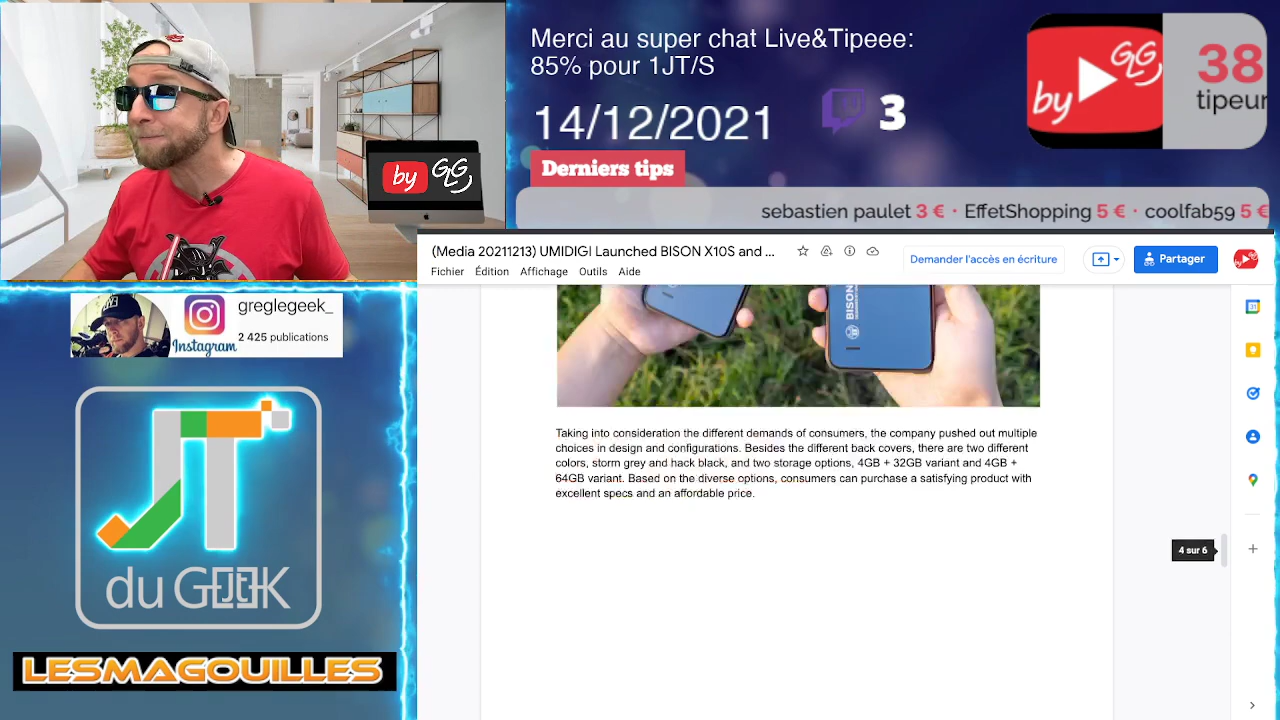 Merci au super chat Live&Tipeee:
85% pour 1JT/S
14/12/2021
3
by GLG
38
tipeur
Derniers tips
sebastien paulet 3 € · EffetShopping 5 € · coolfab59 5 €
by GLG
(Media 20211213) UMIDIGI Launched BISON X10S and ...
Fichier Édition Affichage Outils Aide
Demander l'accès en écriture
Partager
greglegeek_
2 425 publications
Instagram
BISON
Taking into consideration the different demands of consumers, the company pushed out multiple
choices in design and configurations. Besides the different back covers, there are two different
colors, storm grey and hack black, and two storage options, 4GB + 32GB variant and 4GB +
64GB variant. Based on the diverse options, consumers can purchase a satisfying product with
excellent specs and an affordable price.
4 sur 6
31
JT
du GEEK
LESMAGOUILLES